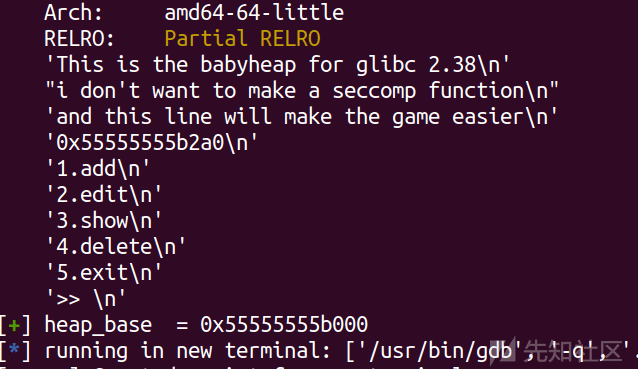 Arch:     amd64-64-little
RELRO:    Partial RELRO
'This is the babyheap for glibc 2.38\n'
"i don't want to make a seccomp function\n"
'and this line will make the game easier\n'
'0x55555555b2a0\n'
'1.add\n'
'2.edit\n'
'3.show\n'
'4.delete\n'
'5.exit\n'
'>> \n'
[+] heap_base  = 0x55555555b000
[*] running in new terminal: ['/usr/bin/gdb', '-q', '.
先知社区